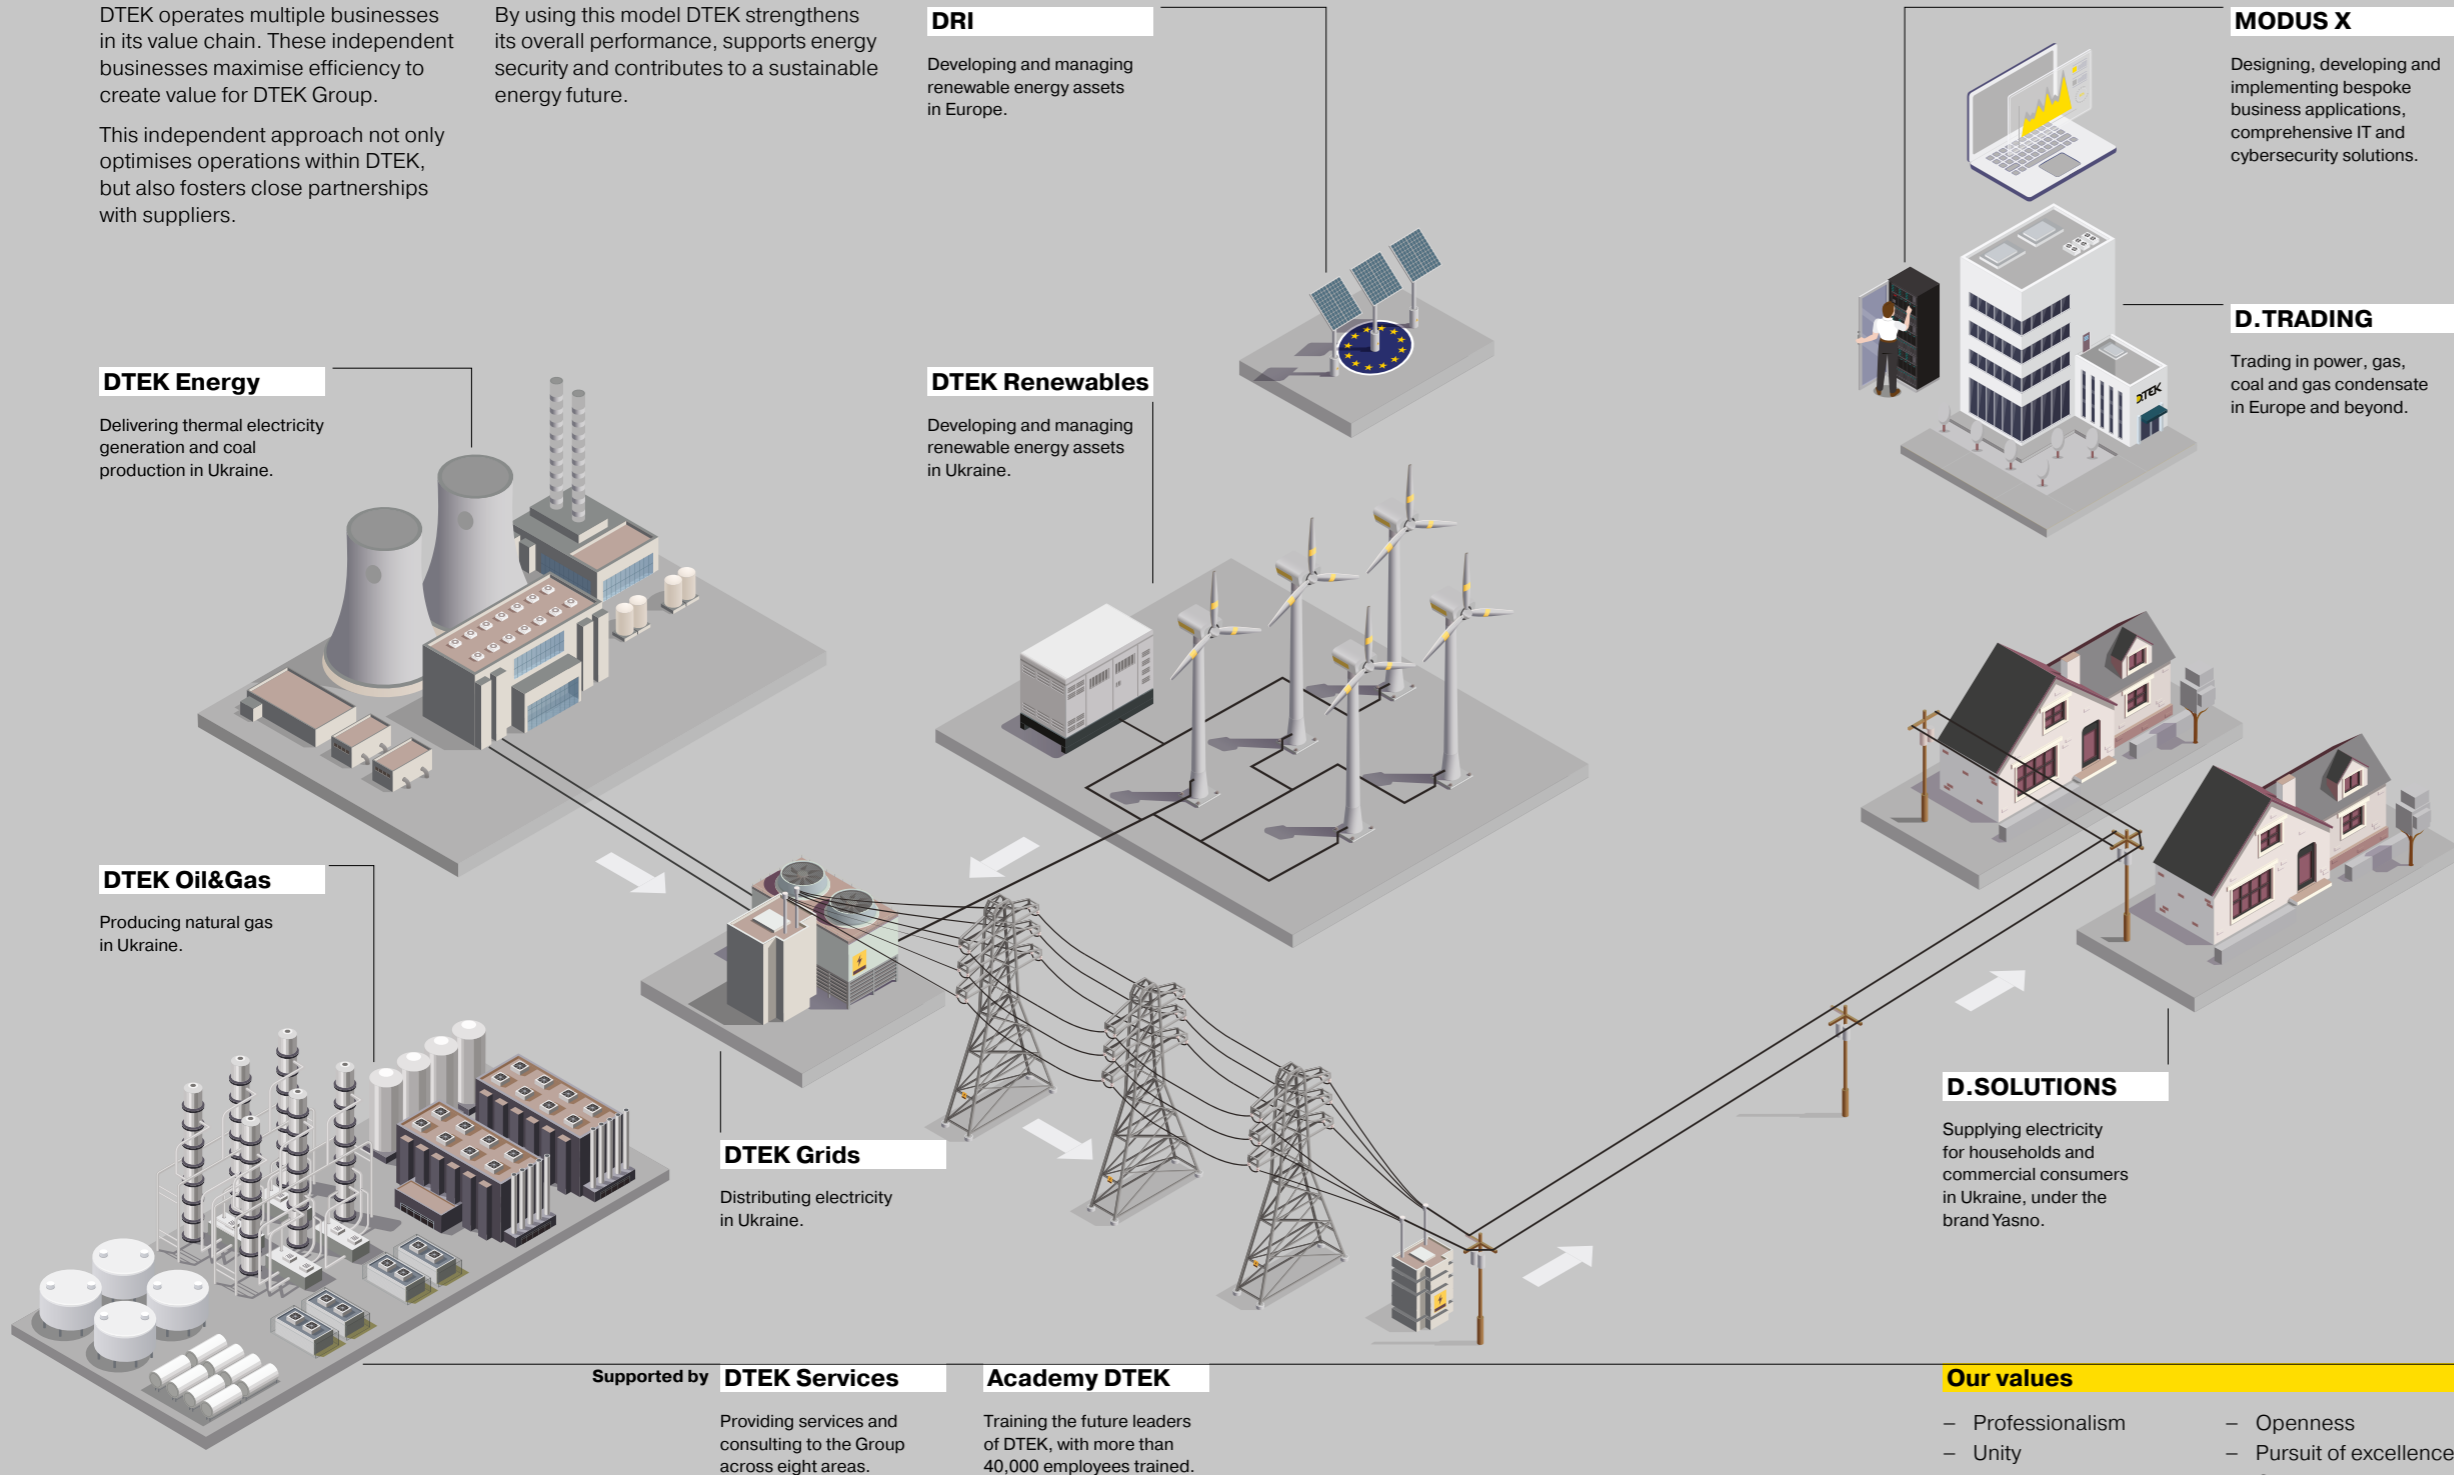 DTEK operates multiple businesses
in its value chain. These independent
businesses maximise efficiency to
create value for DTEK Group.
This independent approach not only
optimises operations within DTEK,
but also fosters close partnerships
with suppliers.
By using this model DTEK strengthens
its overall performance, supports energy
security and contributes to a sustainable
energy future.
DRI
Developing and managing
renewable energy assets
in Europe.
MODUS X
Designing, developing and
implementing bespoke
business applications,
comprehensive IT and
cybersecurity solutions.
D.TRADING
Trading in power, gas,
coal and gas condensate
in Europe and beyond.
DTEK
DTEK Energy
Delivering thermal electricity
generation and coal
production in Ukraine.
DTEK Renewables
Developing and managing
renewable energy assets
in Ukraine.
DTEK Oil&Gas
Producing natural gas
in Ukraine.
DTEK Grids
Distributing electricity
in Ukraine.
D.SOLUTIONS
Supplying electricity
for households and
commercial consumers
in Ukraine, under the
brand Yasno.
Supported by
DTEK Services
Providing services and
consulting to the Group
across eight areas.
Academy DTEK
Training the future leaders
of DTEK, with more than
40,000 employees trained.
Our values
– Professionalism
– Unity
– Openness
– Pursuit of excellence